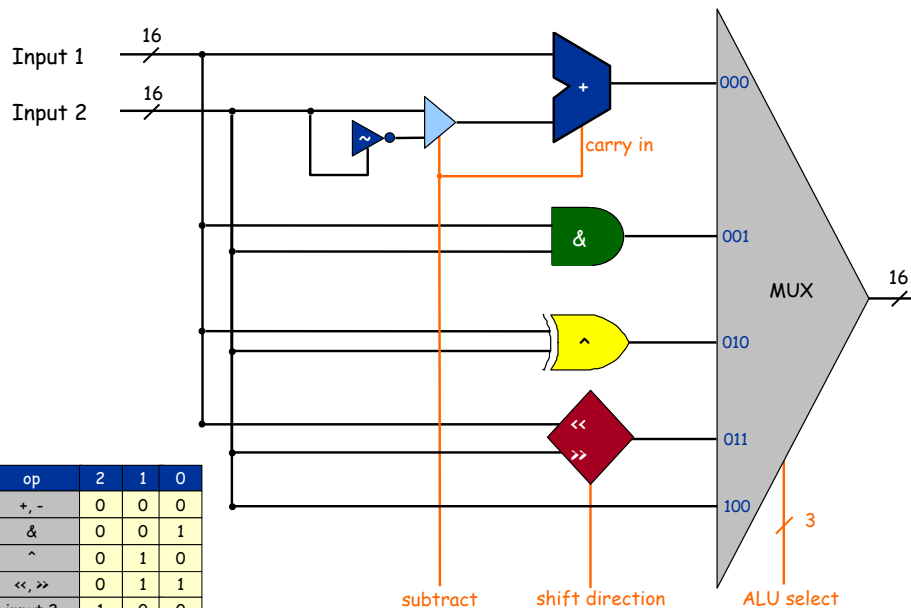 16
Input 1
16
Input 2
+
000
~
carry in
&
001
MUX
16
^
010
<<
>>
011
100
3
subtract
shift direction
ALU select
op 2 1 0
+, - 0 0 0
& 0 0 1
^ 0 1 0
<<, >> 0 1 1
input 2 1 0 0